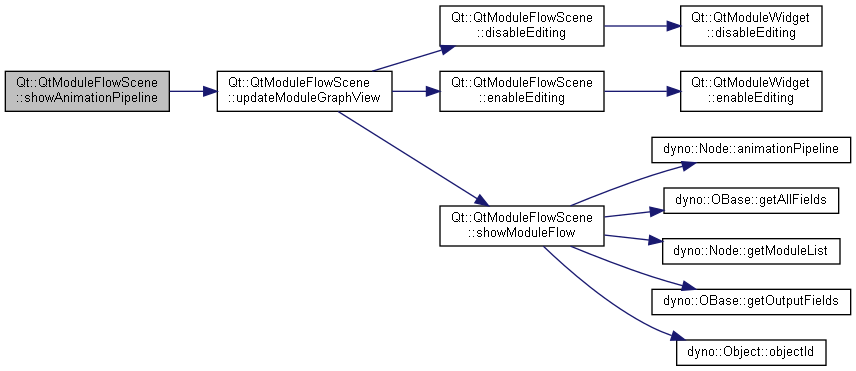 Qt::QtModuleFlowScene
::showAnimationPipeline
Qt::QtModuleFlowScene
::updateModuleGraphView
Qt::QtModuleFlowScene
::disableEditing
Qt::QtModuleWidget
::disableEditing
Qt::QtModuleFlowScene
::enableEditing
Qt::QtModuleWidget
::enableEditing
Qt::QtModuleFlowScene
::showModuleFlow
dyno::Node::animationPipeline
dyno::OBase::getAllFields
dyno::Node::getModuleList
dyno::OBase::getOutputFields
dyno::Object::objectId